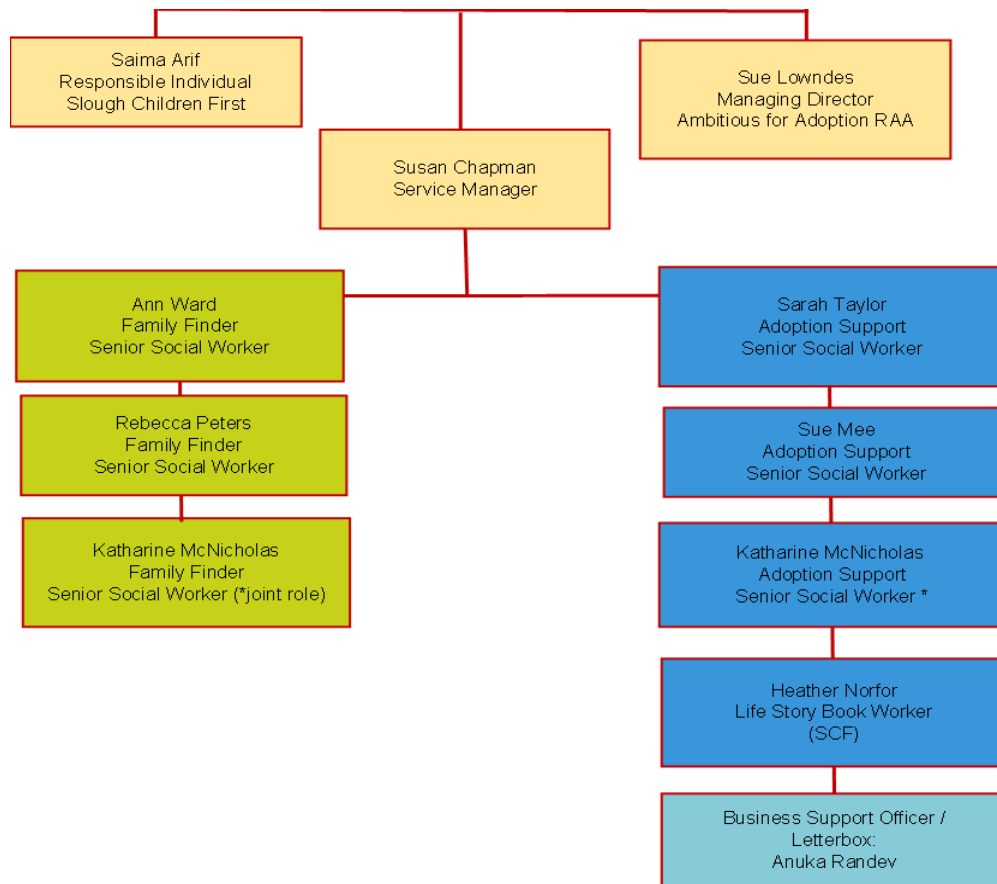 Saima Arif
Responsible Individual
Slough Children First
Sue Lowndes
Managing Director
Ambitious for Adoption RAA
Susan Chapman
Service Manager
Ann Ward
Family Finder
Senior Social Worker
Sarah Taylor
Adoption Support
Senior Social Worker
Rebecca Peters
Family Finder
Senior Social Worker
Sue Mee
Adoption Support
Senior Social Worker
Katharine McNicholas
Family Finder
Senior Social Worker (*joint role)
Katharine McNicholas
Adoption Support
Senior Social Worker *
Heather Norfor
Life Story Book Worker
(SCF)
Business Support Officer /
Letterbox:
Anuka Randev